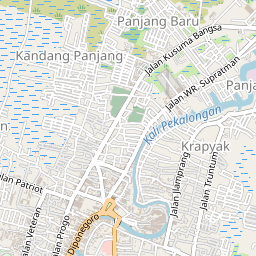 Panjang Baru
Jalan Kusuma Bangsa
Kandang Panjang
Jalan WR. Supratman
Panja
Kali Pekalongan
Krapyak
Jalan Jlamprang
Jalan Truntum
Jalan Patriot
Jalan Veteran
Jalan Progo
Diponegoro